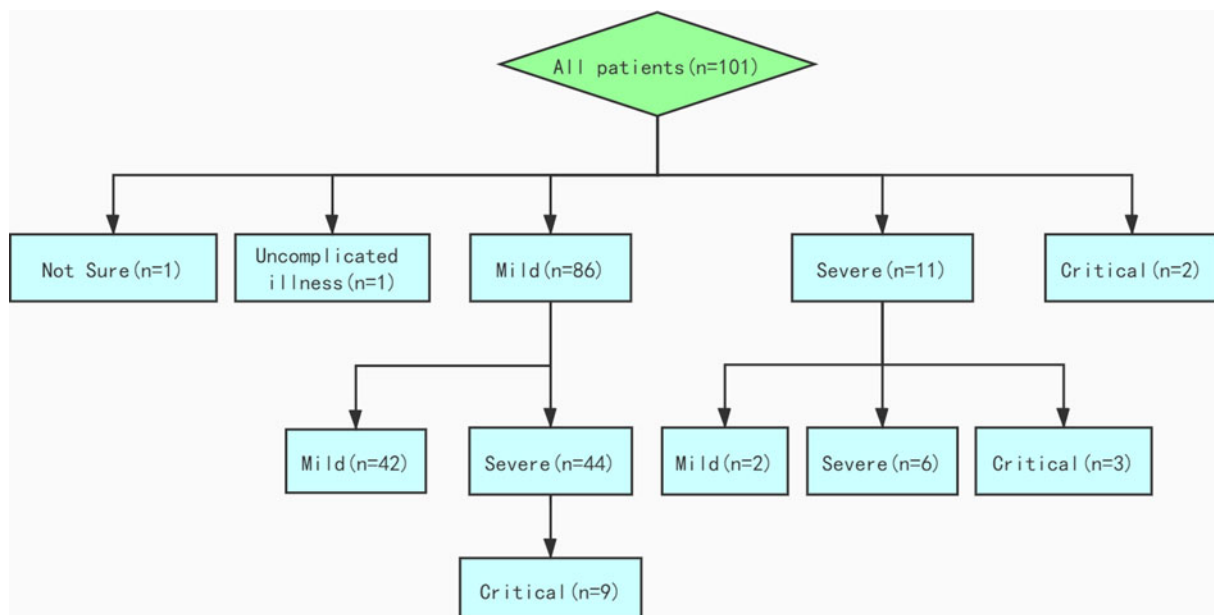 All patients(n=101)
Not Sure(n=1)
Uncomplicated
illness(n=1)
Mild(n=86)
Severe(n=11)
Critical(n=2)
Mild(n=42)
Severe(n=44)
Mild(n=2)
Severe(n=6)
Critical(n=3)
Critical(n=9)